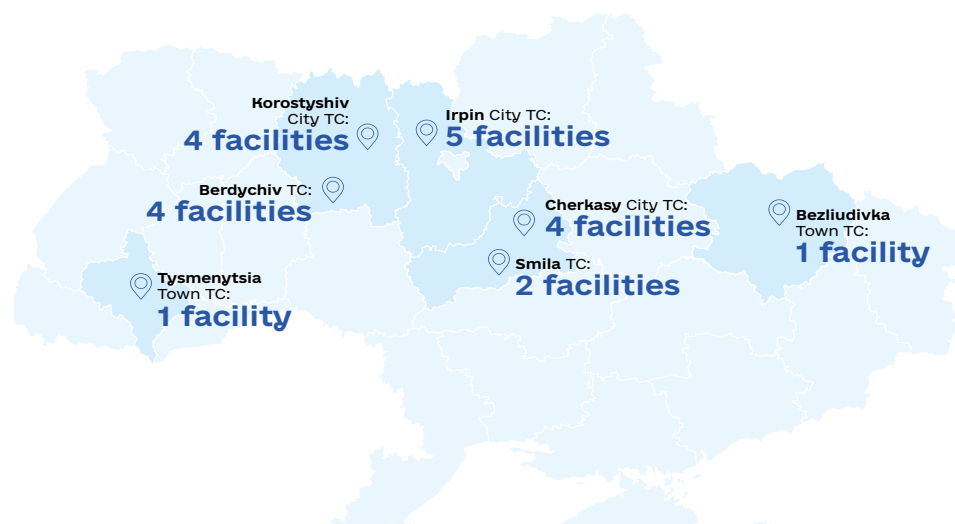 Korostyshiv
City TC:
4 facilities
Irpin City TC:
5 facilities
Berdychiv TC:
4 facilities
Cherkasy City TC:
4 facilities
Bezliudivka
Town TC:
1 facility
Smila TC:
2 facilities
Tysmenytsia
Town TC:
1 facility